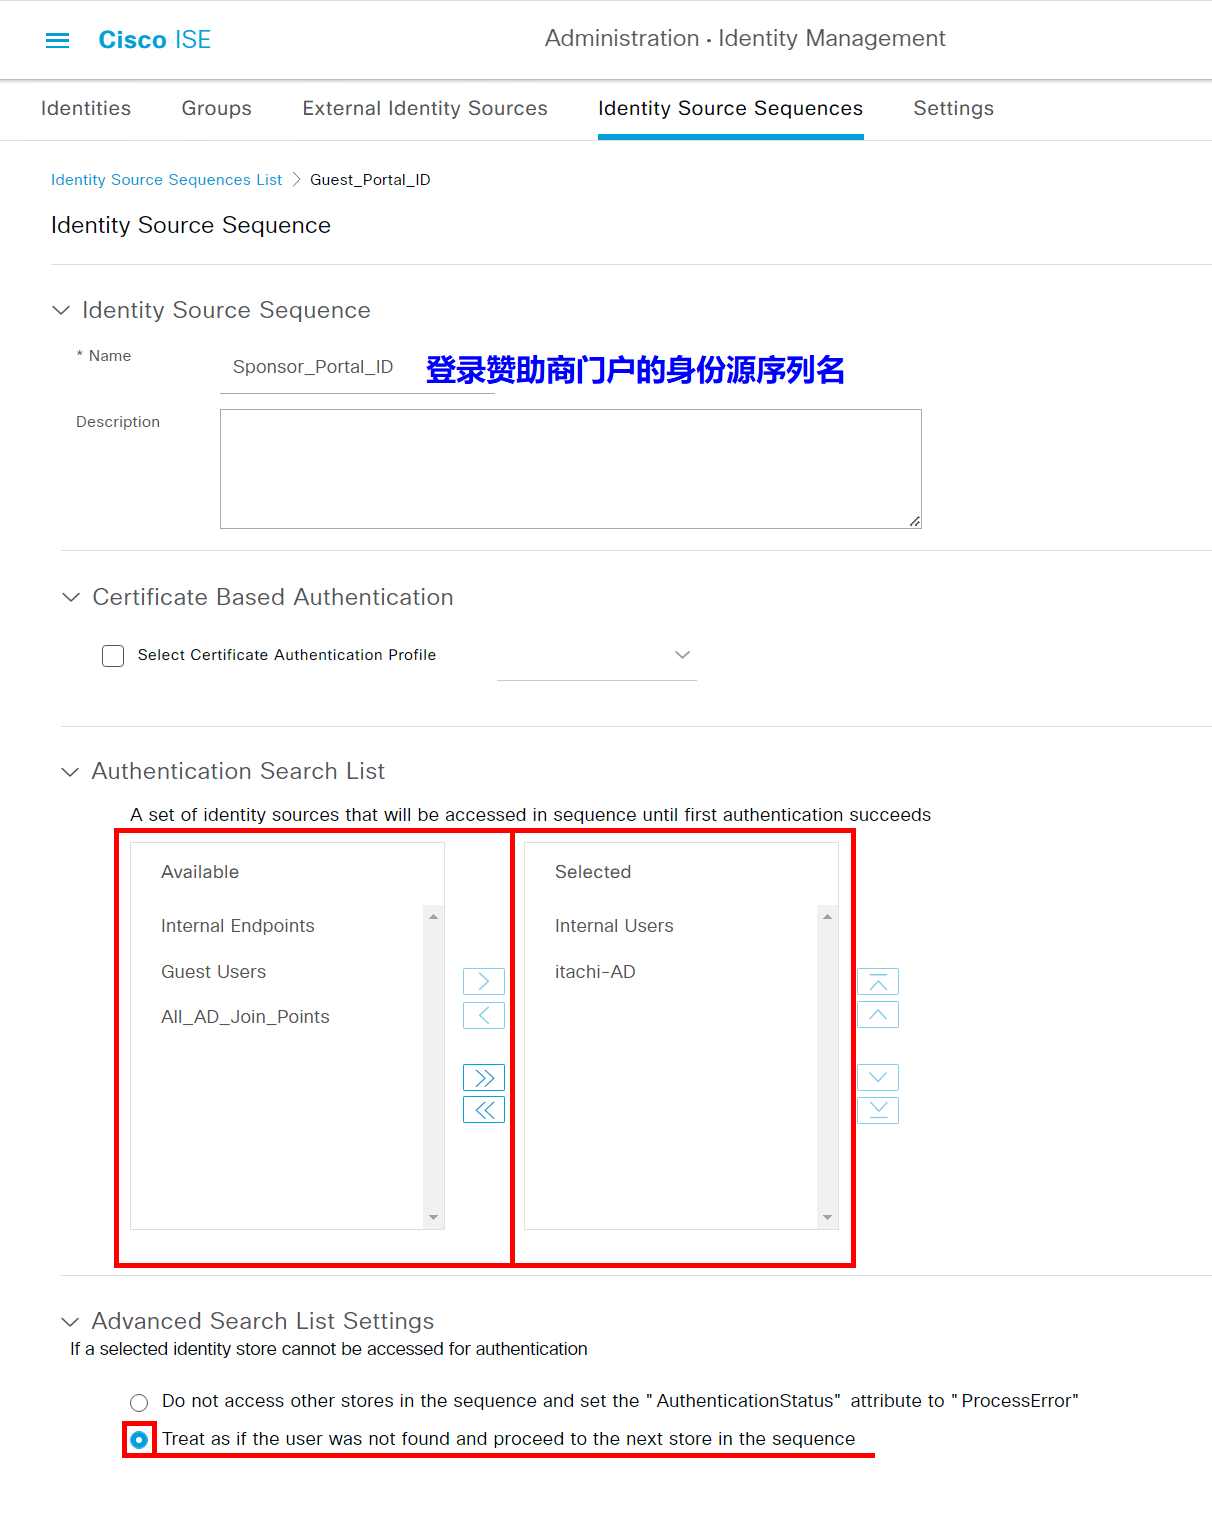 Cisco ISE
Administration · Identity Management
Identities Groups External Identity Sources Identity Source Sequences Settings
Identity Source Sequences List Guest_Portal_ID
Identity Source Sequence
Identity Source Sequence
* Name
Sponsor_Portal_ID 登录赞助商门户的身份源序列名
Description
Certificate Based Authentication
Select Certificate Authentication Profile
Authentication Search List
A set of identity sources that will be accessed in sequence until first authentication succeeds
Available
Internal Endpoints
Guest Users
All_AD_Join_Points
Selected
Internal Users
itachi-AD
Advanced Search List Settings
If a selected identity store cannot be accessed for authentication
Do not access other stores in the sequence and set the "AuthenticationStatus" attribute to "ProcessError"
Treat as if the user was not found and proceed to the next store in the sequence